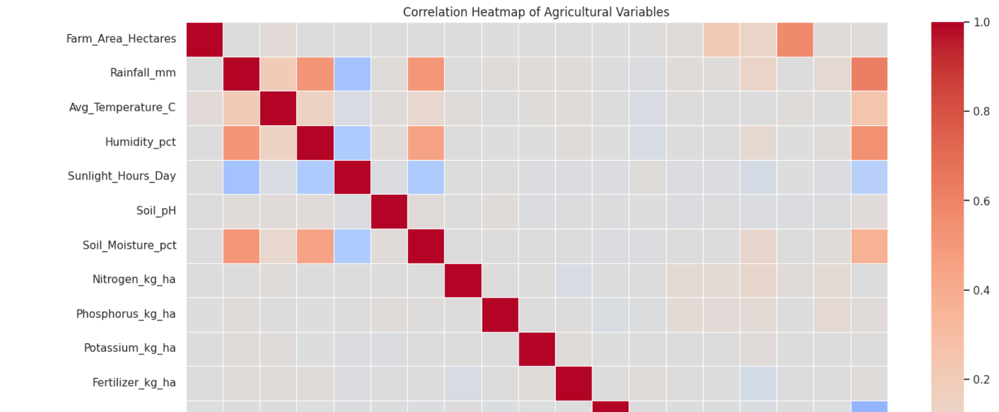 Correlation Heatmap of Agricultural Variables
Farm_Area_Hectares
Rainfall_mm
Avg_Temperature_C
Humidity_pct
Sunlight_Hours_Day
Soil_pH
Soil_Moisture_pct
Nitrogen_kg_ha
Phosphorus_kg_ha
Potassium_kg_ha
Fertilizer_kg_ha
1.0
0.8
0.6
0.4
0.2